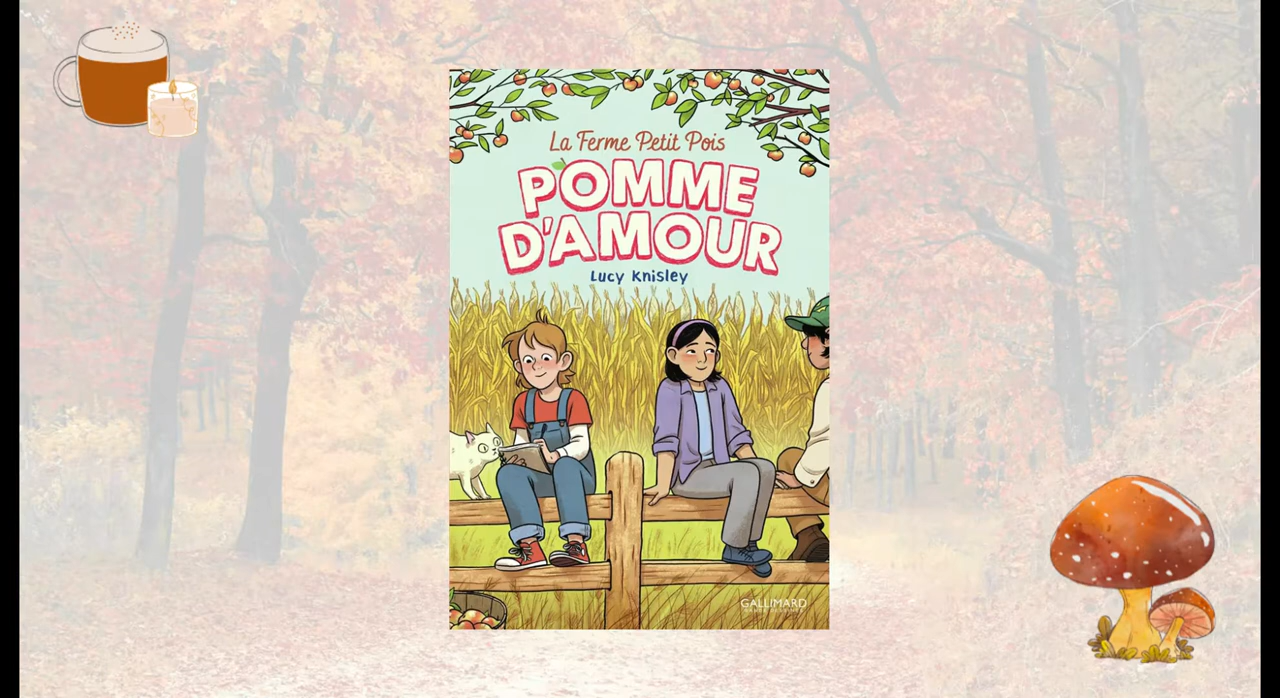 La Ferme Petit Pois
POMME
D'AMOUR
Lucy Knisley
GALLIMARD